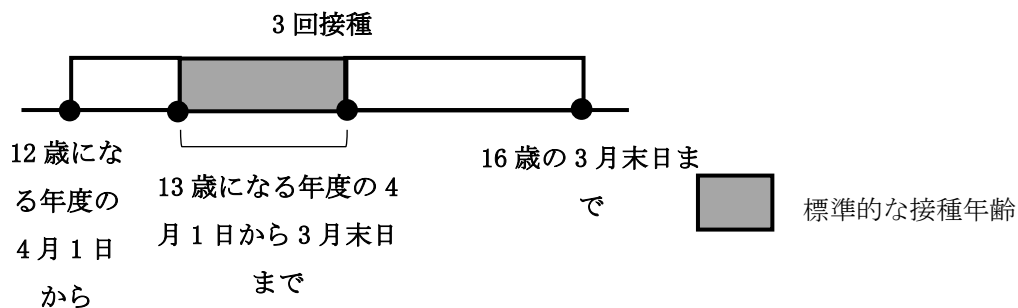 3 回接種
12 歳にな
る年度の
4 月 1 日
から
13 歳になる年度の 4
月 1 日から 3 月末日
まで
16 歳の 3 月末日ま
で
標準的な接種年齢